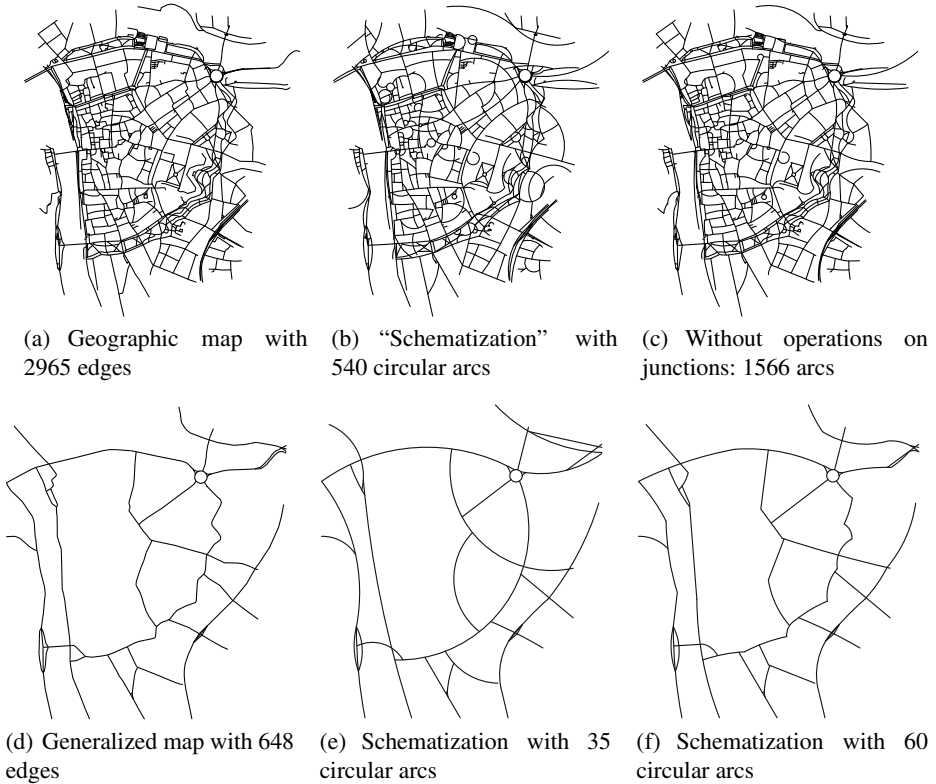 (a) Geographic map with
2965 edges
(b) “Schematization” with
540 circular arcs
(c) Without operations on
junctions: 1566 arcs
(d) Generalized map with 648
edges
(e) Schematization with 35
circular arcs
(f) Schematization with 60
circular arcs